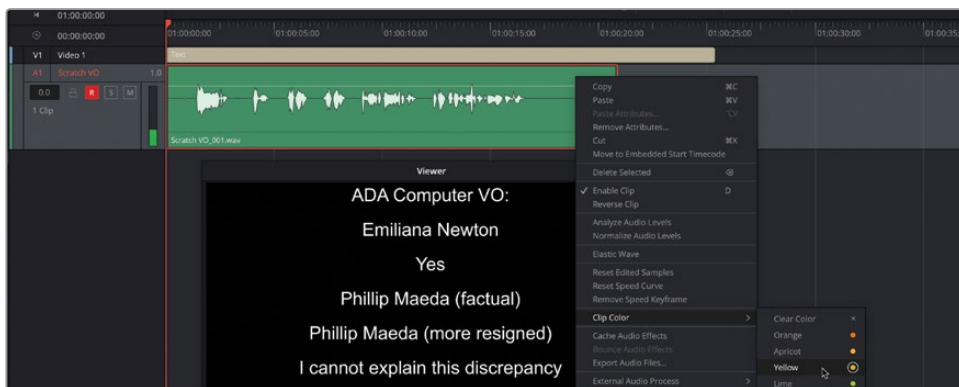 01:00:00:00
00:00:00:00
01:00:00:00 01:00:05:00 01:00:10:00 01:00:15:00 01:00:20:00 01:00:25:00 01:00:30:00 01:00:35:
V1 Video 1
Text
A1 Scratch VO 1.0
0.0 R S M
1 Clip
Scratch VO_001.wav
Viewer
ADA Computer VO:
Emiliana Newton
Yes
Phillip Maeda (factual)
Phillip Maeda (more resigned)
I cannot explain this discrepancy
Copy ⌘C
Paste ⌘V
Paste Attributes... ⌥V
Remove Attributes...
Cut ⌘X
Move to Embedded Start Timecode
Delete Selected ⌫
✓ Enable Clip D
Reverse Clip
Analyze Audio Levels
Normalize Audio Levels
Elastic Wave
Reset Edited Samples
Reset Speed Curve
Remove Speed Keyframe
Clip Color >
Cache Audio Effects
Bounce Audio Effects
Export Audio Files...
External Audio Process >
Clear Color ×
Orange
Apricot
Yellow
Lime